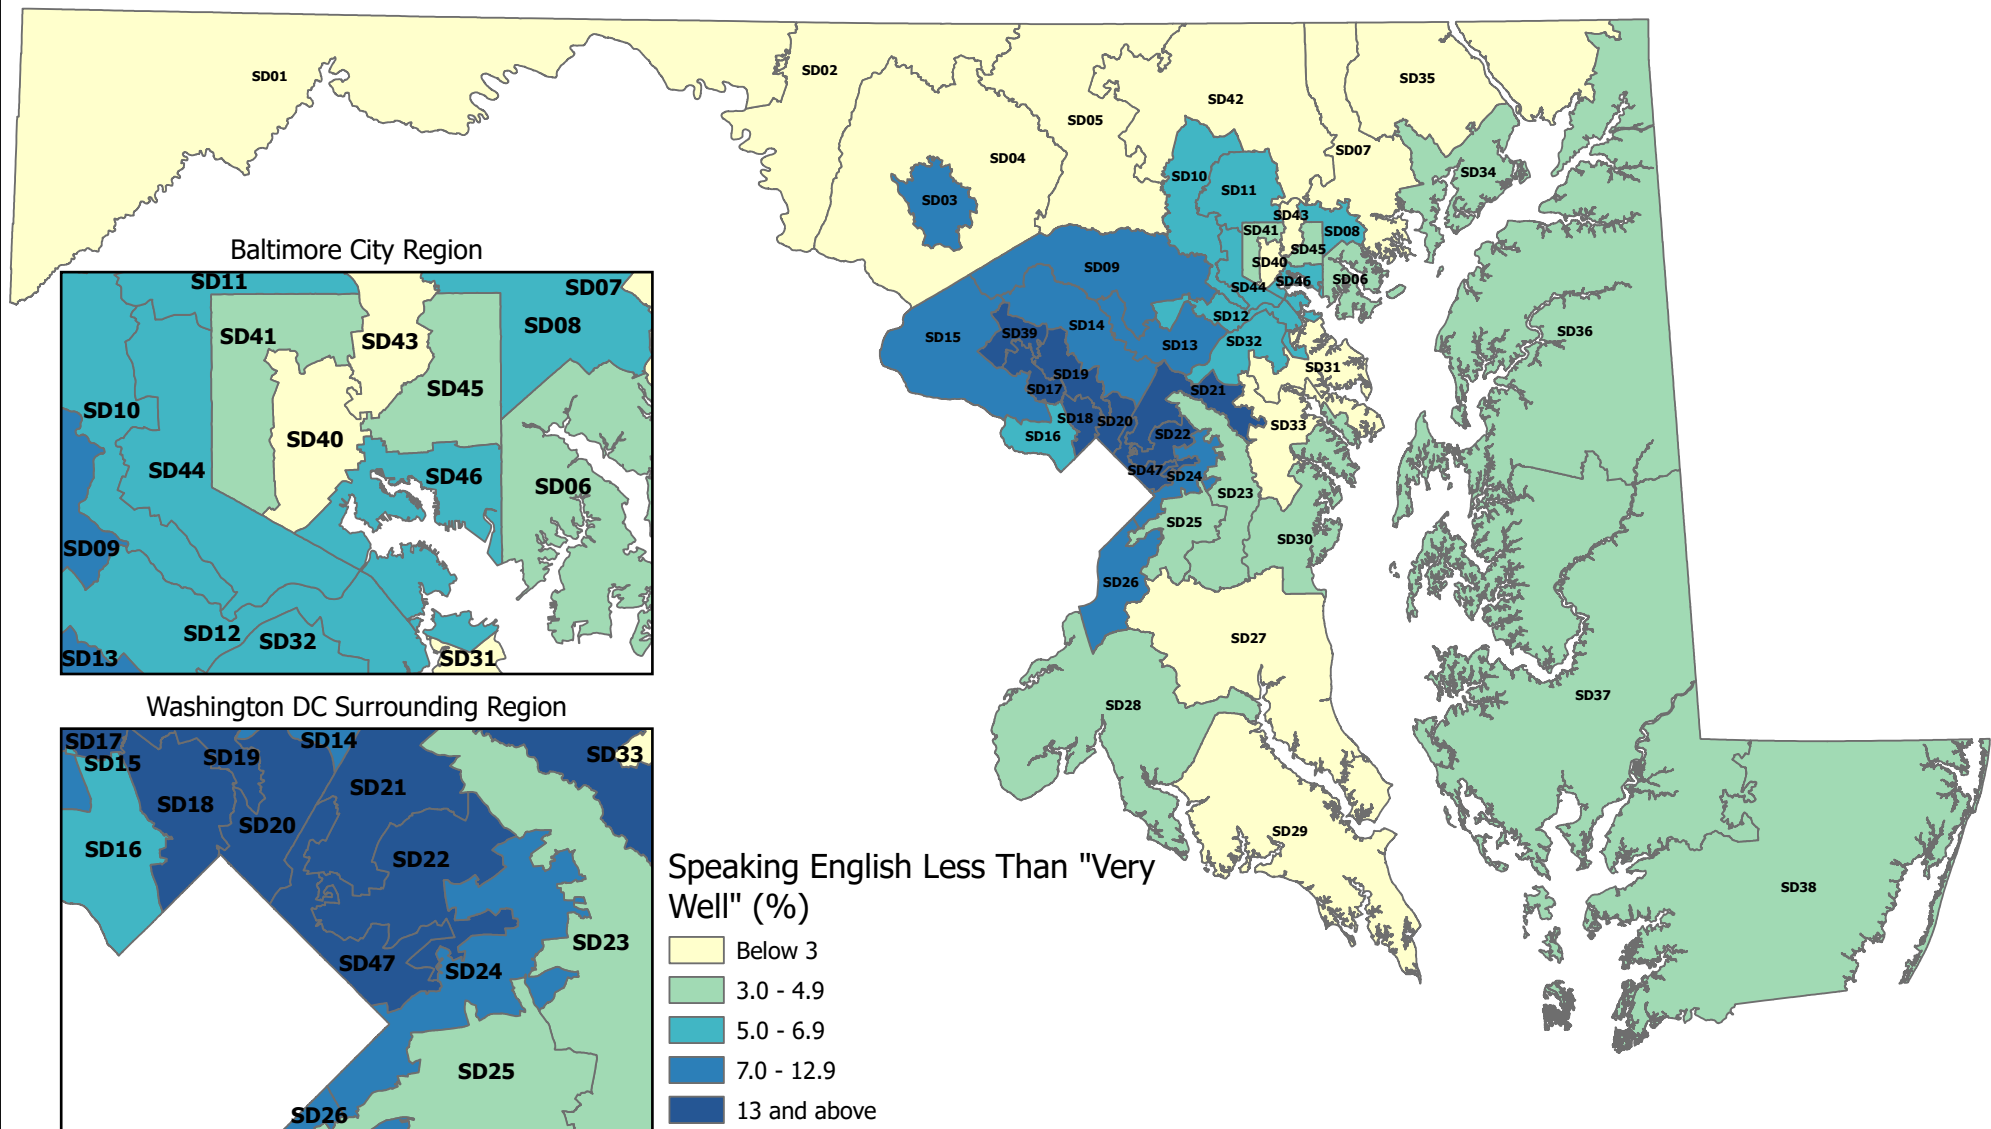 SD01
SD02
SD35
SD42
SD05
SD07
SD04
SD34
SD10
SD11
SD03
SD43
SD41
SD08
SD45
SD40
SD09
SD44
SD46
SD06
SD12
SD36
SD39
SD14
SD15
SD13
SD32
SD31
SD19
SD17
SD21
SD18
SD20
SD33
SD16
SD22
SD47
SD24
SD23
SD25
SD30
SD26
SD27
SD37
SD28
SD29
SD38
Baltimore City Region
SD11
SD07
SD41
SD43
SD08
SD45
SD10
SD40
SD44
SD46
SD06
SD09
SD12
SD32
SD13
SD31
Washington DC Surrounding Region
SD17
SD19
SD14
SD33
SD15
SD21
SD18
SD20
SD16
SD22
SD23
SD47
SD24
SD25
SD26
Speaking English Less Than "Very
Well" (%)
Below 3
3.0 - 4.9
5.0 - 6.9
7.0 - 12.9
13 and above